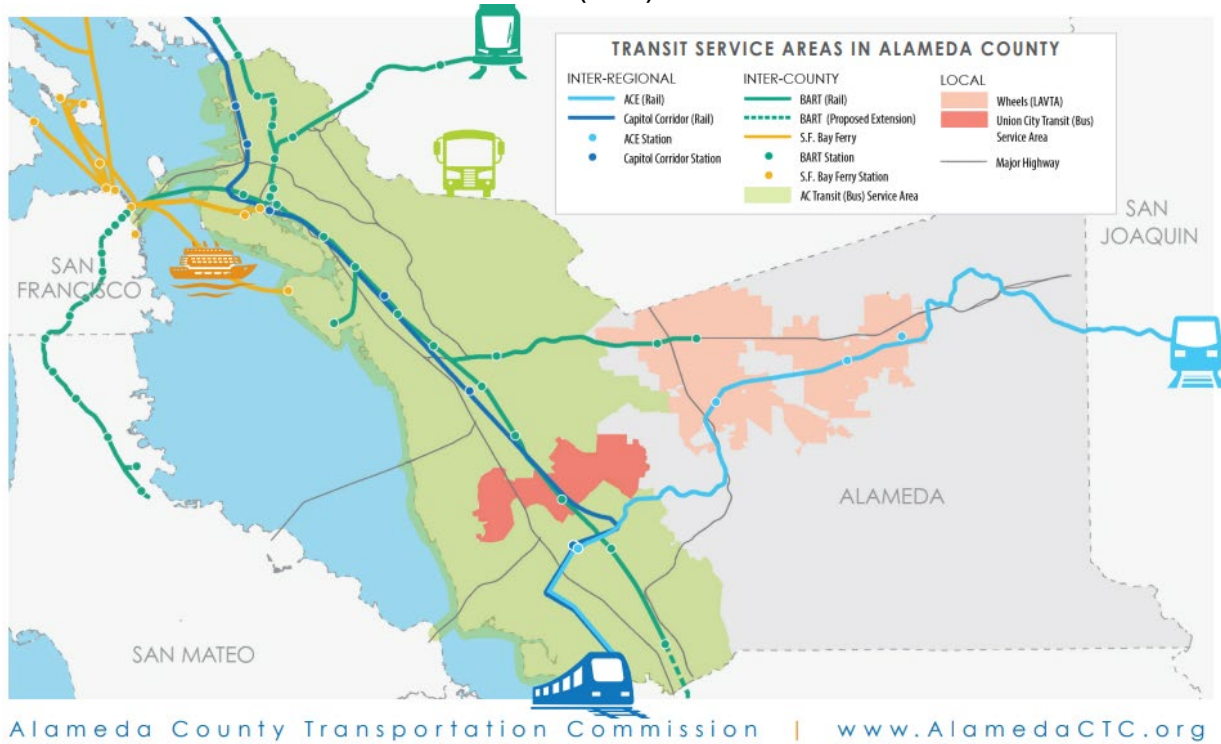 TRANSIT SERVICE AREAS IN ALAMEDA COUNTY
INTER-REGIONAL
ACE (Rail)
Capitol Corridor (Rail)
ACE Station
Capitol Corridor Station
INTER-COUNTY
BART (Rail)
BART (Proposed Extension)
S.F. Bay Ferry
BART Station
S.F. Bay Ferry Station
AC Transit (Bus) Service Area
LOCAL
Wheels (LAVTA)
Union City Transit (Bus)
Service Area
Major Highway
SAN
JOAQUIN
SAN
FRANCISCO
ALAMEDA
SAN MATEO
Alameda County Transportation Commission | www.AlamedaCTC.org